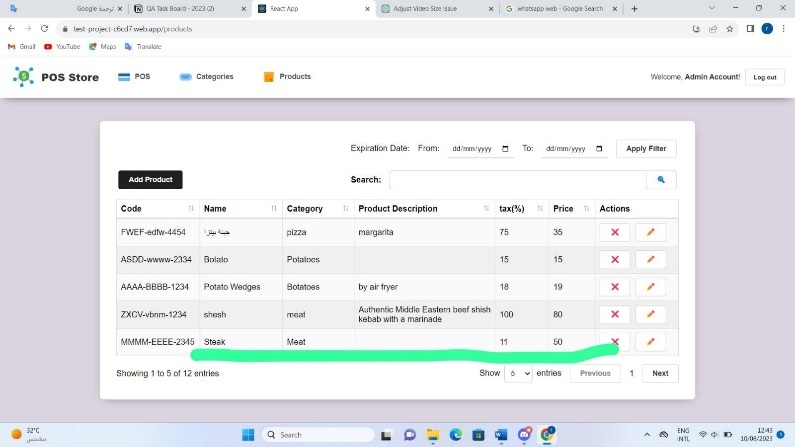 ترجمة Google
QA Task Board - 2023 (2)
React App
Adjust Video Size Issue
whatsapp web - Google Search
test-project-c6cd7.web.app/products
Gmail YouTube Maps Translate
POS Store POS Categories Products Welcome, Admin Account! Log out
Expiration Date: From: dd/mm/yyyy To: dd/mm/yyyy Apply Filter
Add Product Search:
Code Name Category Product Description tax(%) Price Actions
FWEF-edfw-4454 جبنة بيتزا pizza margarita 75 35
ASDD-wwww-2334 Botato Potatoes 15 15
AAAA-BBBB-1234 Potato Wedges Botatoes by air fryer 18 19
ZXCV-vbnm-1234 shesh meat Authentic Middle Eastern beef shish 100 80
kebab with a marinade
MMMM-EEEE-2345 Steak Meat 11 50
Showing 1 to 5 of 12 entries Show 5 entries Previous 1 Next
32°C
مشمس
Search
ENG
INTL
12:43
10/08/2023